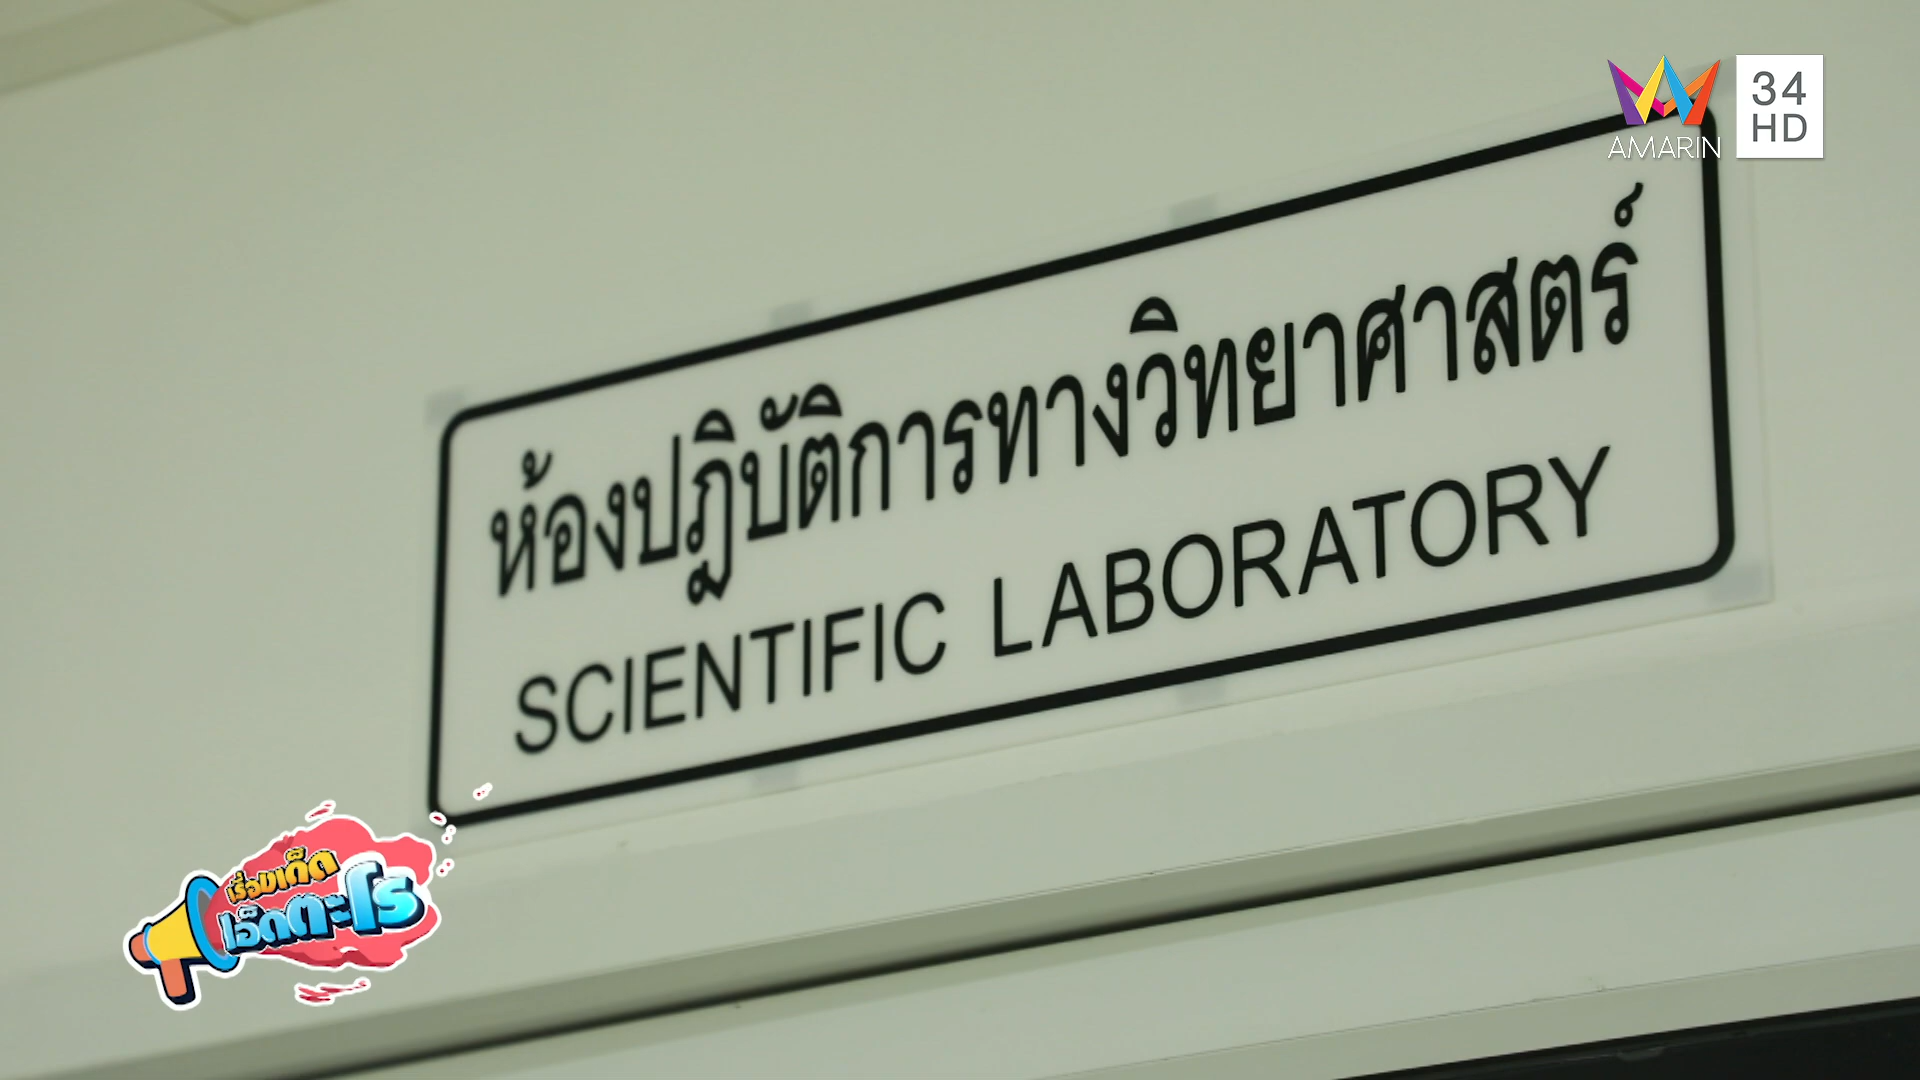 AMARIN
34
HD
ห้องปฏิบัติการทางวิทยาศาสตร์
SCIENTIFIC LABORATORY
เรื่องเด็ด
เอ็ดตะโร